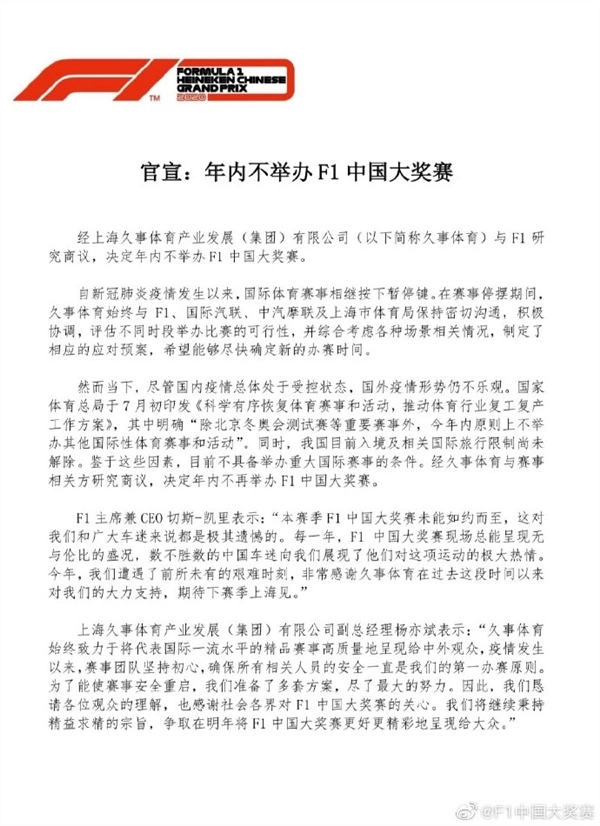 FORMULA 1
HEINEKEN CHINESE
GRAND PRIX
2020
TM
官宣：年内不举办 F1 中国大奖赛
经上海久事体育产业发展（集团）有限公司（以下简称久事体育）与 F1 研
究商议，决定年内不举办 F1 中国大奖赛。
自新冠肺炎疫情发生以来，国际体育赛事相继按下暂停键。在赛事停摆期间，
久事体育始终与 F1、国际汽联、中汽摩联及上海市体育局保持密切沟通，积极
协调，评估不同时段举办比赛的可行性，并综合考虑各种场景相关情况，制定了
相应的应对预案，希望能够尽快确定新的办赛时间。
然而当下，尽管国内疫情总体处于受控状态，国外疫情形势仍不乐观。国家
体育总局于 7 月初印发《科学有序恢复体育赛事和活动，推动体育行业复工复产
工作方案》，其中明确“除北京冬奥会测试赛等重要赛事外，今年内原则上不举
办其他国际性体育赛事和活动”。同时，我国目前入境及相关国际旅行限制尚未
解除。鉴于这些因素，目前不具备举办重大国际赛事的条件。经久事体育与赛事
相关方研究商议，决定年内不再举办 F1 中国大奖赛。
F1 主席兼 CEO 切斯-凯里表示：“本赛季 F1 中国大奖赛未能如约而至，这对
我们和广大车迷来说都是极其遗憾的。每一年，F1 中国大奖赛现场总能呈现无
与伦比的盛况，数不胜数的中国车迷向我们展现了他们对这项运动的极大热情。
今年，我们遭遇了前所未有的艰难时刻，非常感谢久事体育在过去这段时间以来
对我们的大力支持，期待下赛季上海见。”
上海久事体育产业发展（集团）有限公司副总经理杨亦斌表示：“久事体育
始终致力于将代表国际一流水平的精品赛事高质量地呈现给中外观众，疫情发生
以来，赛事团队坚持初心，确保所有相关人员的安全一直是我们的第一办赛原则。
为了能使赛事安全重启，我们准备了多套方案，尽了最大的努力。因此，我们恳
请各位观众的理解，也感谢社会各界对 F1 中国大奖赛的关心。我们将继续秉持
精益求精的宗旨，争取在明年将 F1 中国大奖赛更好更精彩地呈现给大众。”
@F1中国大奖赛